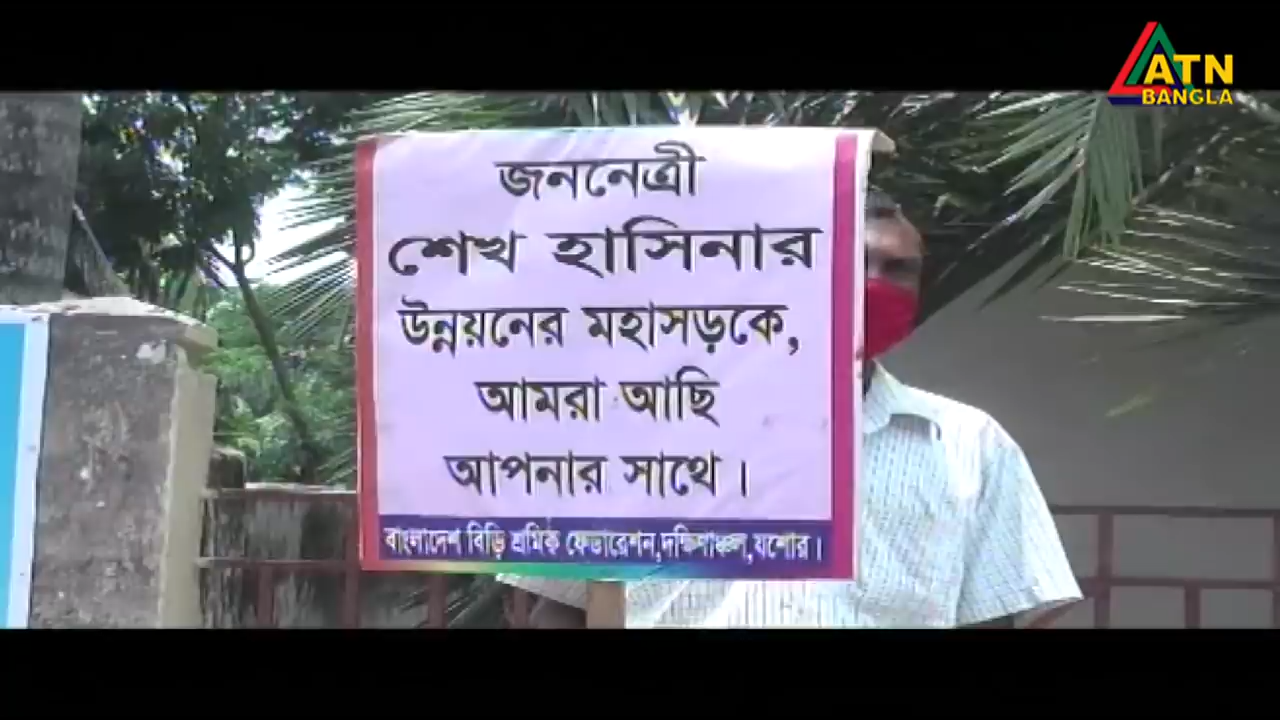 ATN
BANGLA
জননেত্রী
শেখ হাসিনার
উন্নয়নের মহাসড়কে,
আমরা আছি
আপনার সাথে।
বাংলাদেশ বিড়ি শ্রমিক ফেডারেশন,দক্ষিণাঞ্চল,যশোর।